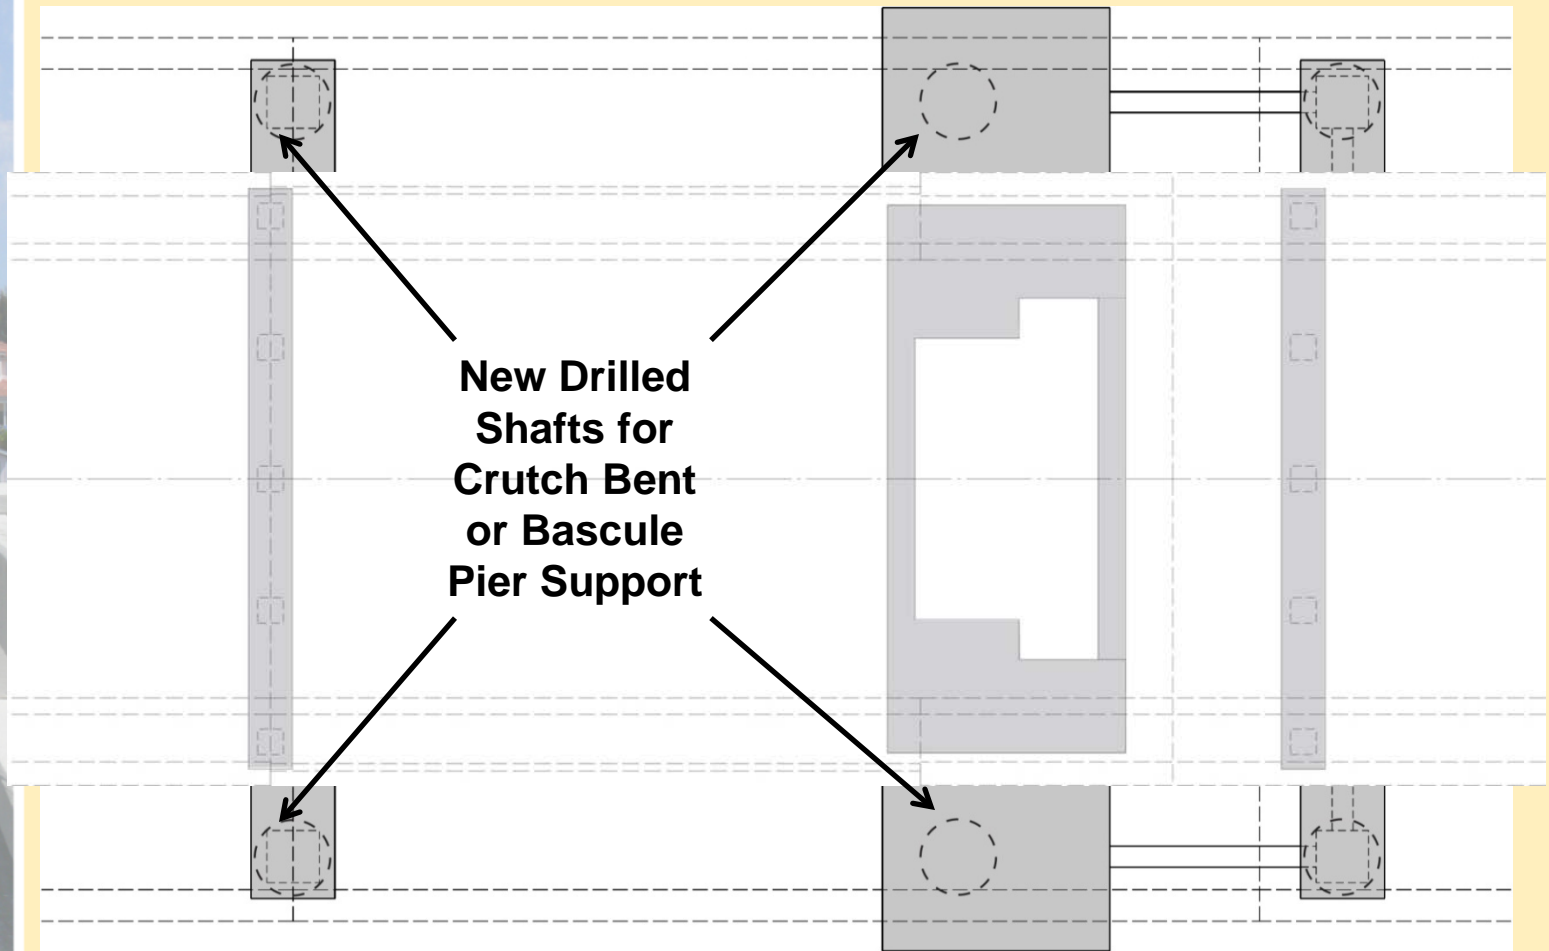 New Drilled
Shafts for
Crutch Bent
or Bascule
Pier Support